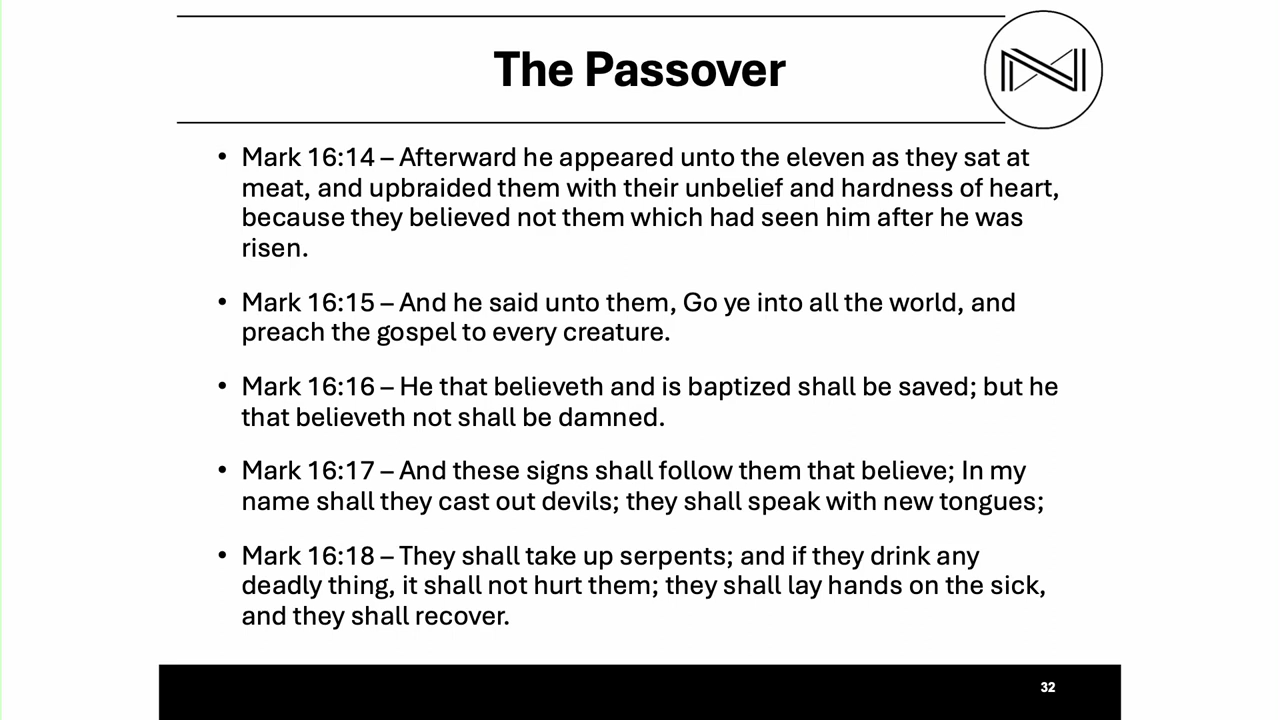 The Passover
• Mark 16:14 – Afterward he appeared unto the eleven as they sat at
meat, and upbraided them with their unbelief and hardness of heart,
because they believed not them which had seen him after he was
risen.
• Mark 16:15 – And he said unto them, Go ye into all the world, and
preach the gospel to every creature.
• Mark 16:16 – He that believeth and is baptized shall be saved; but he
that believeth not shall be damned.
• Mark 16:17 – And these signs shall follow them that believe; In my
name shall they cast out devils; they shall speak with new tongues;
• Mark 16:18 – They shall take up serpents; and if they drink any
deadly thing, it shall not hurt them; they shall lay hands on the sick,
and they shall recover.
32